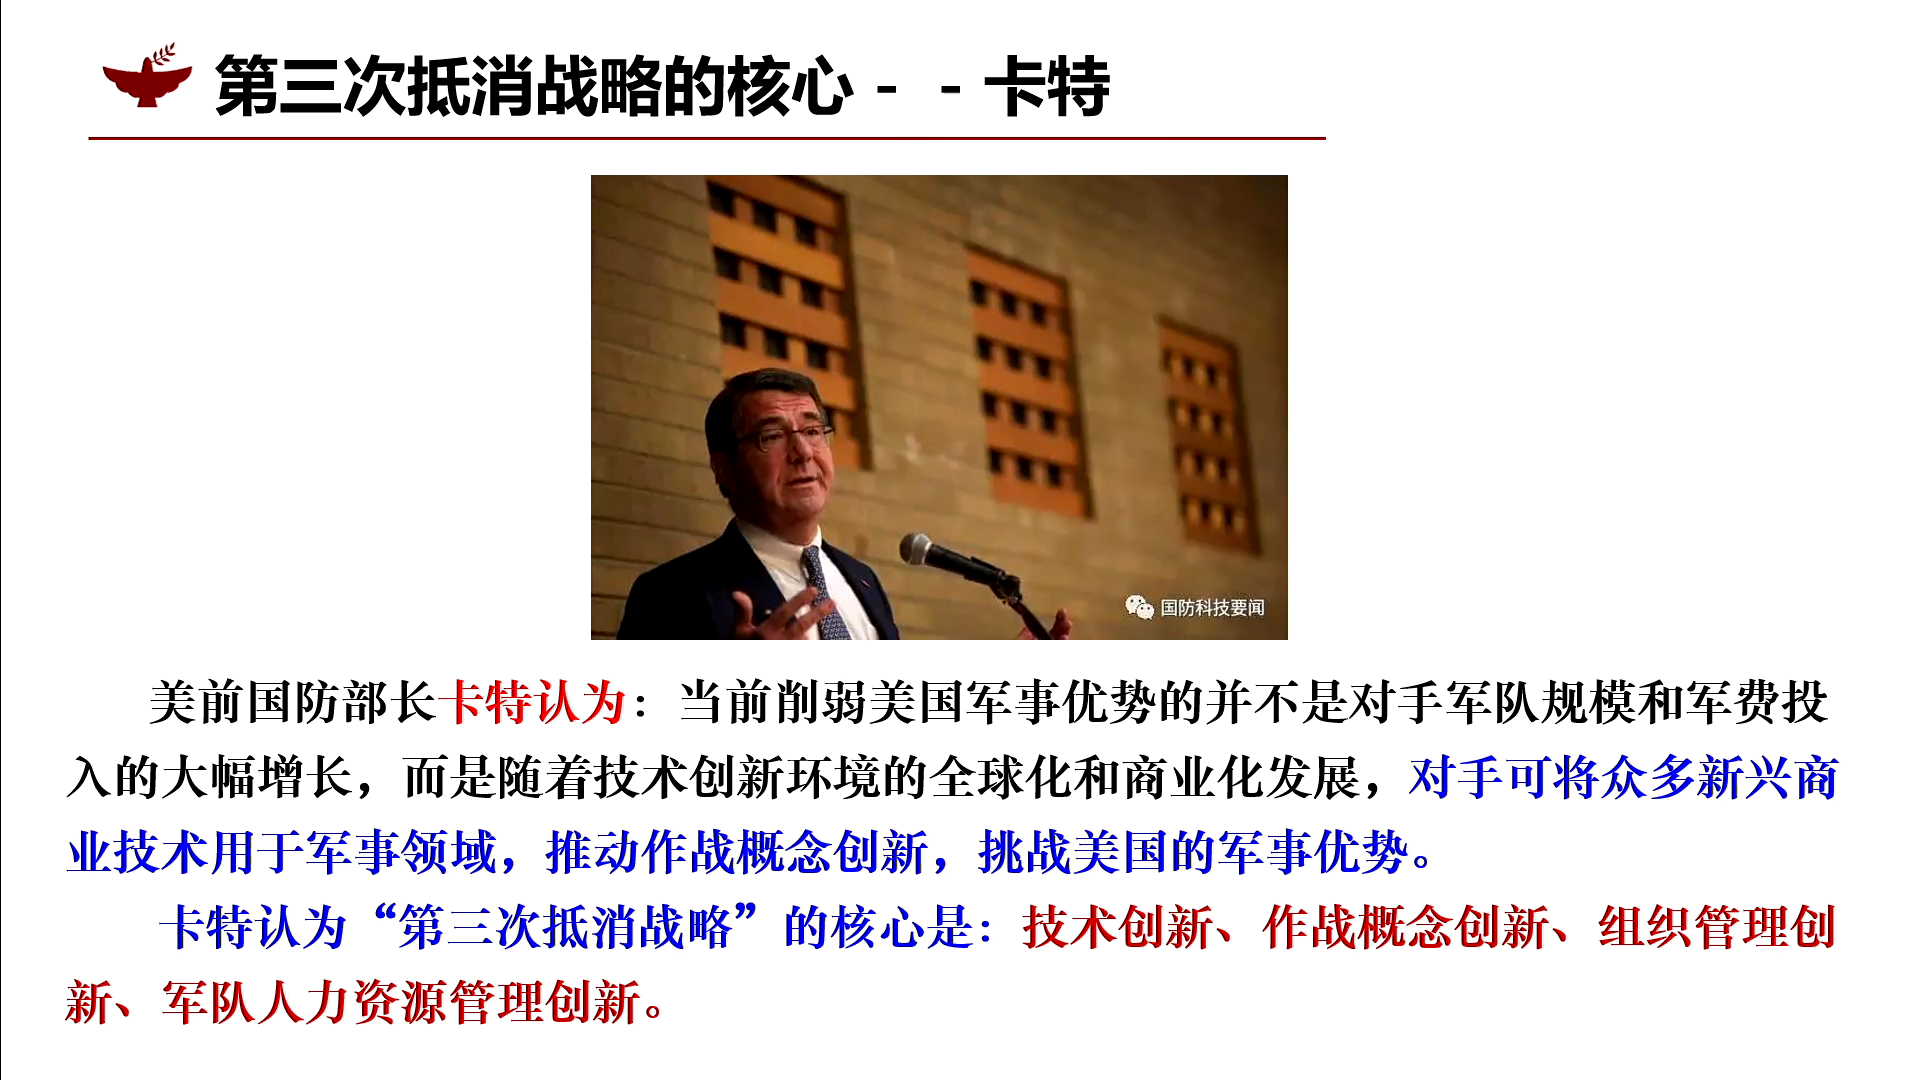 第三次抵消战略的核心－－卡特
国防科技要闻
美前国防部长卡特认为：当前削弱美国军事优势的并不是对手军队规模和军费投
入的大幅增长，而是随着技术创新环境的全球化和商业化发展，对手可将众多新兴商
业技术用于军事领域，推动作战概念创新，挑战美国的军事优势。
卡特认为“第三次抵消战略”的核心是：技术创新、作战概念创新、组织管理创
新、军队人力资源管理创新。